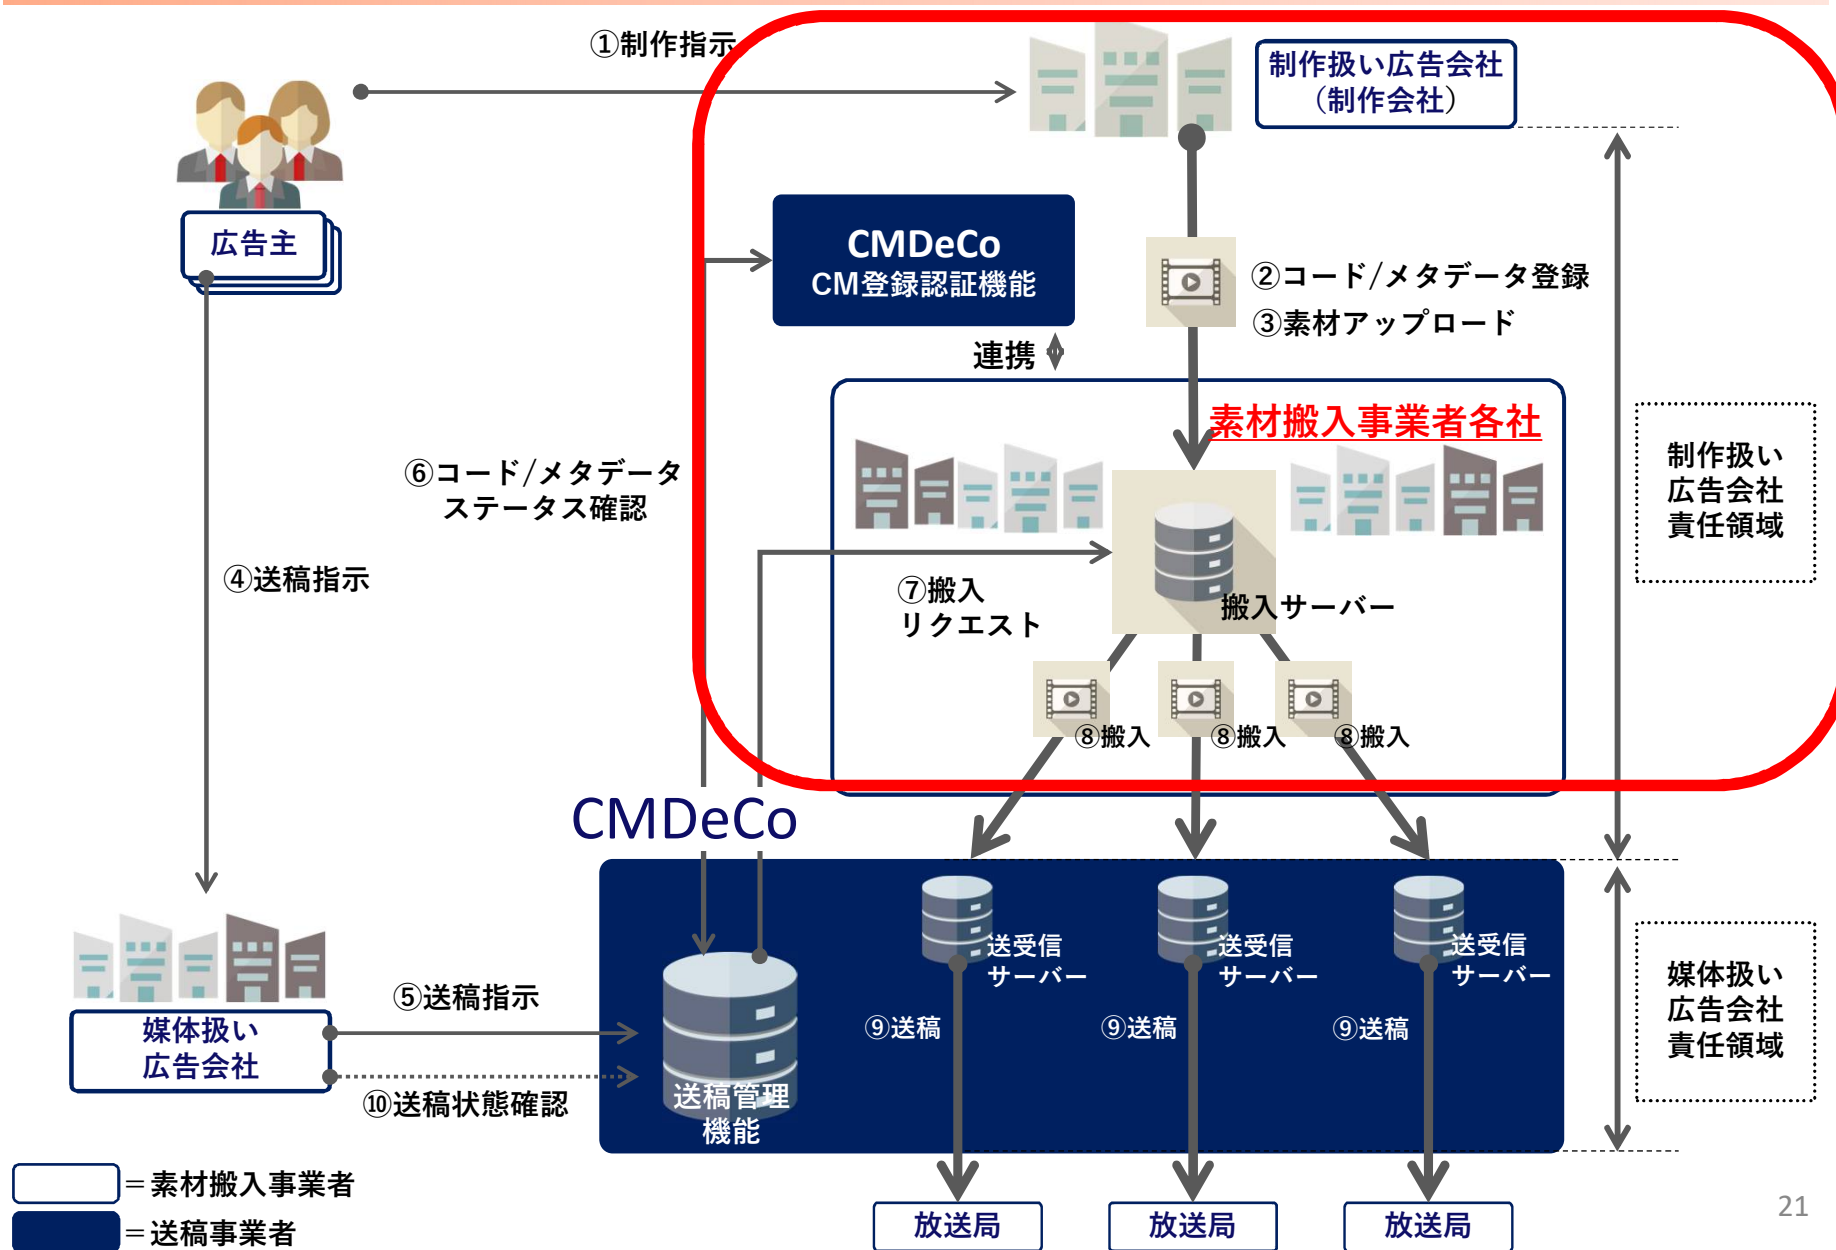 ①制作指示
制作扱い広告会社
（制作会社）
広告主
CMDeCo
CM登録認証機能
②コード/メタデータ登録
③素材アップロード
連携
素材搬入事業者各社
⑥コード/メタデータ
ステータス確認
制作扱い
広告会社
責任領域
④送稿指示
⑦搬入
リクエスト
搬入サーバー
⑧搬入
⑧搬入
⑧搬入
CMDeCo
送受信
サーバー
送受信
サーバー
送受信
サーバー
媒体扱い
広告会社
責任領域
⑤送稿指示
媒体扱い
広告会社
⑨送稿
⑨送稿
⑨送稿
⑩送稿状態確認
送稿管理
機能
＝素材搬入事業者
＝送稿事業者
放送局
放送局
放送局
21